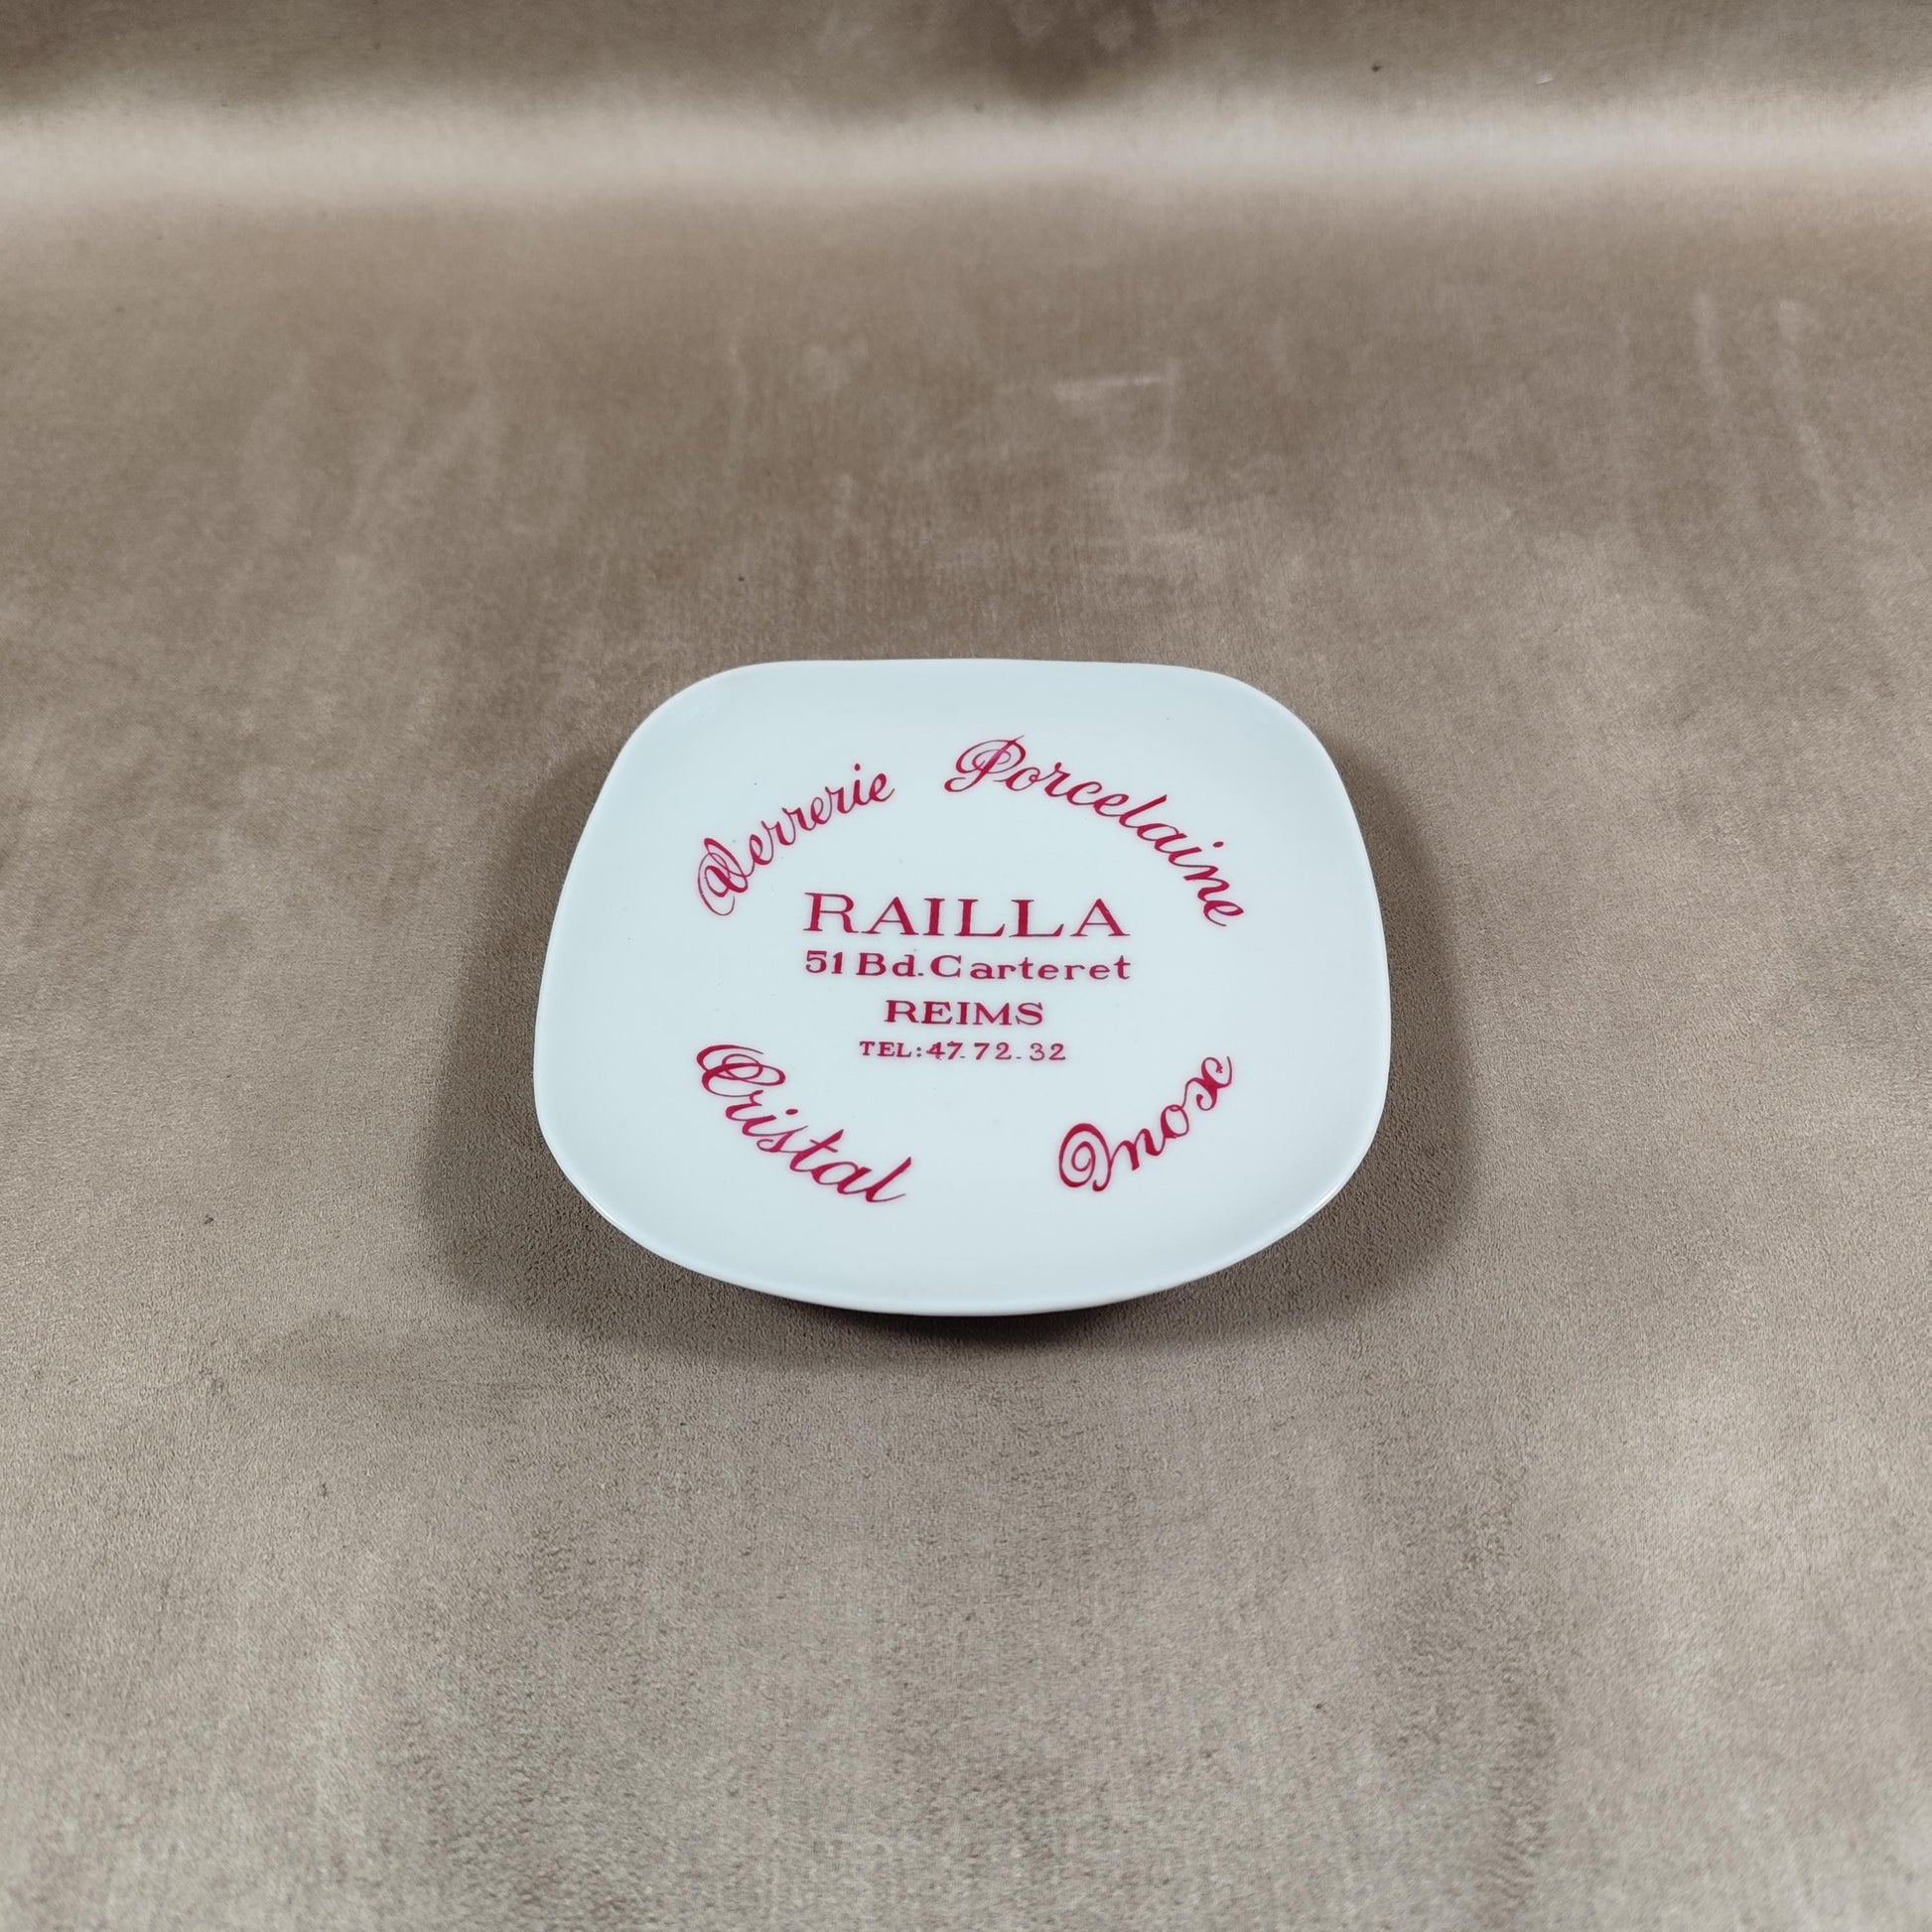 Verrerie Porcelaine
RAILLA
51 Bd. Carteret
REIMS
TEL: 47.72.32
Cristal Inox